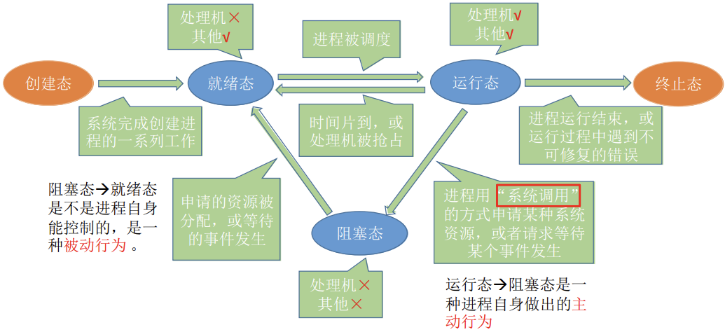 处理机×
其他√
进程被调度
处理机√
其他√
创建态
就绪态
运行态
终止态
系统完成创建进
程的一系列工作
时间片到，或
处理机被抢占
进程运行结束，或
运行过程中遇到不
可修复的错误
阻塞态→就绪态
是不是进程自身
能控制的，是一
种被动行为。
申请的资源被
分配，或等待
的事件发生
进程用“系统调用”
的方式申请某种系统
资源，或者请求等待
某个事件发生
阻塞态
处理机×
其他×
运行态→阻塞态是一
种进程自身做出的主
动行为